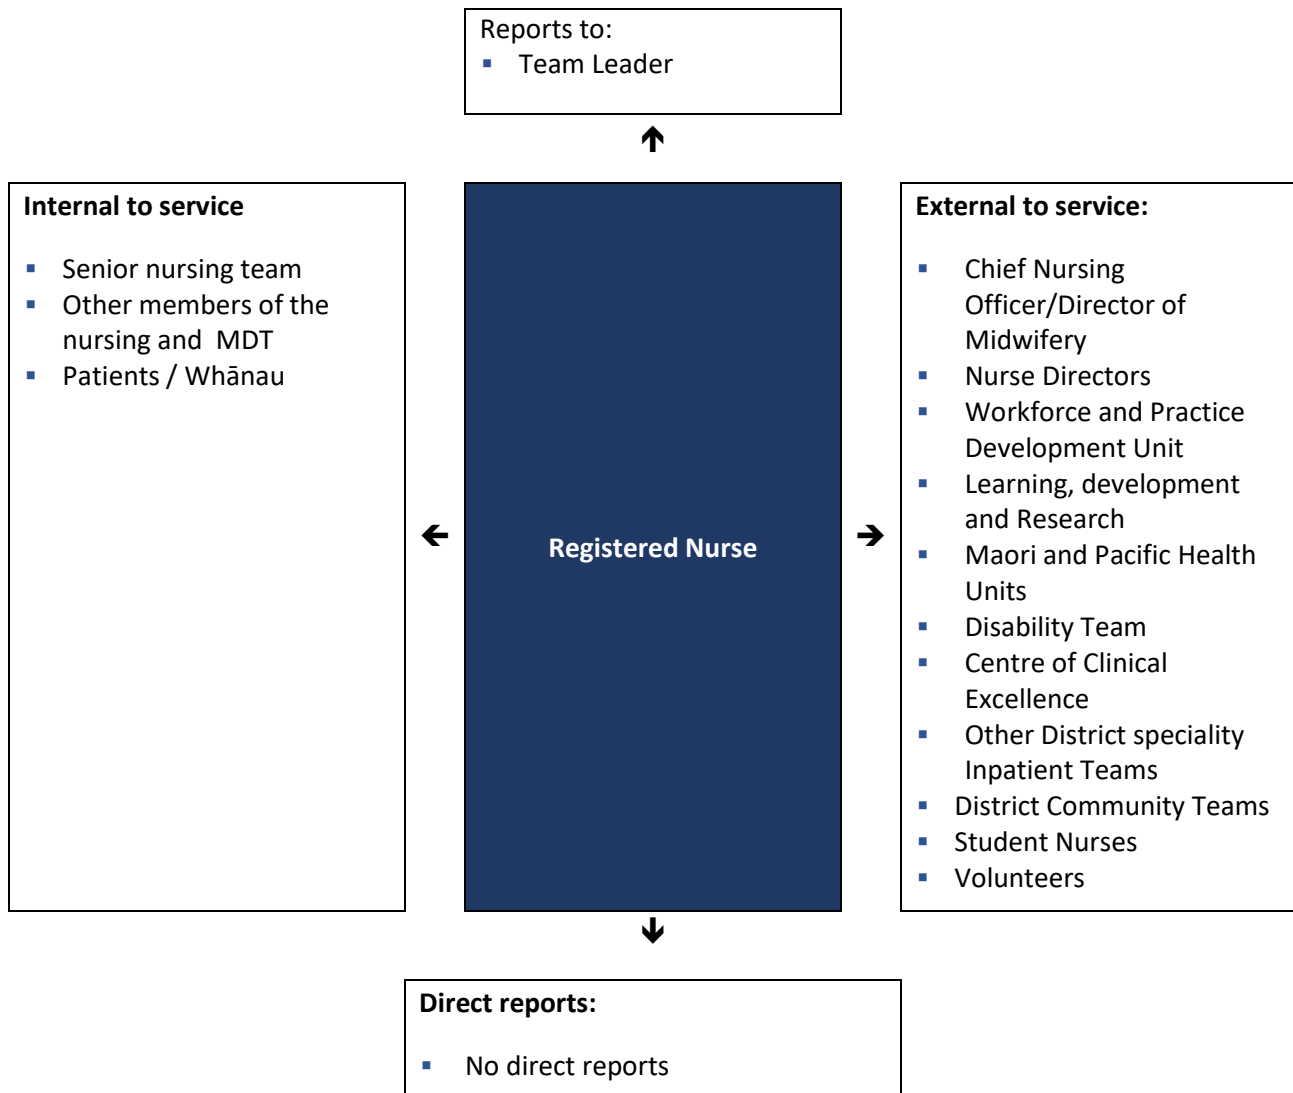 Reports to:
▪ Team Leader
Internal to service
▪ Senior nursing team
▪ Other members of the
nursing and  MDT
▪ Patients / Whānau
Registered Nurse
External to service:
▪ Chief Nursing
Officer/Director of
Midwifery
▪ Nurse Directors
▪ Workforce and Practice
Development Unit
▪ Learning, development
and Research
▪ Maori and Pacific Health
Units
▪ Disability Team
▪ Centre of Clinical
Excellence
▪ Other District speciality
Inpatient Teams
▪ District Community Teams
▪ Student Nurses
▪ Volunteers
Direct reports:
▪ No direct reports